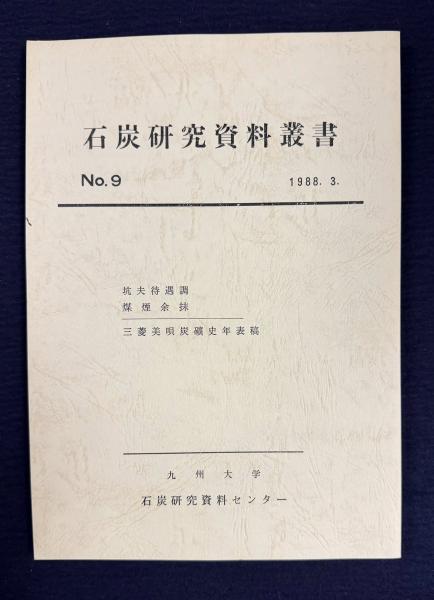 石炭研究資料叢書
No.9 1988. 3.
坑夫待遇調
煤煙余抹
三菱美唄炭礦史年表稿
九州大学
石炭研究資料センター